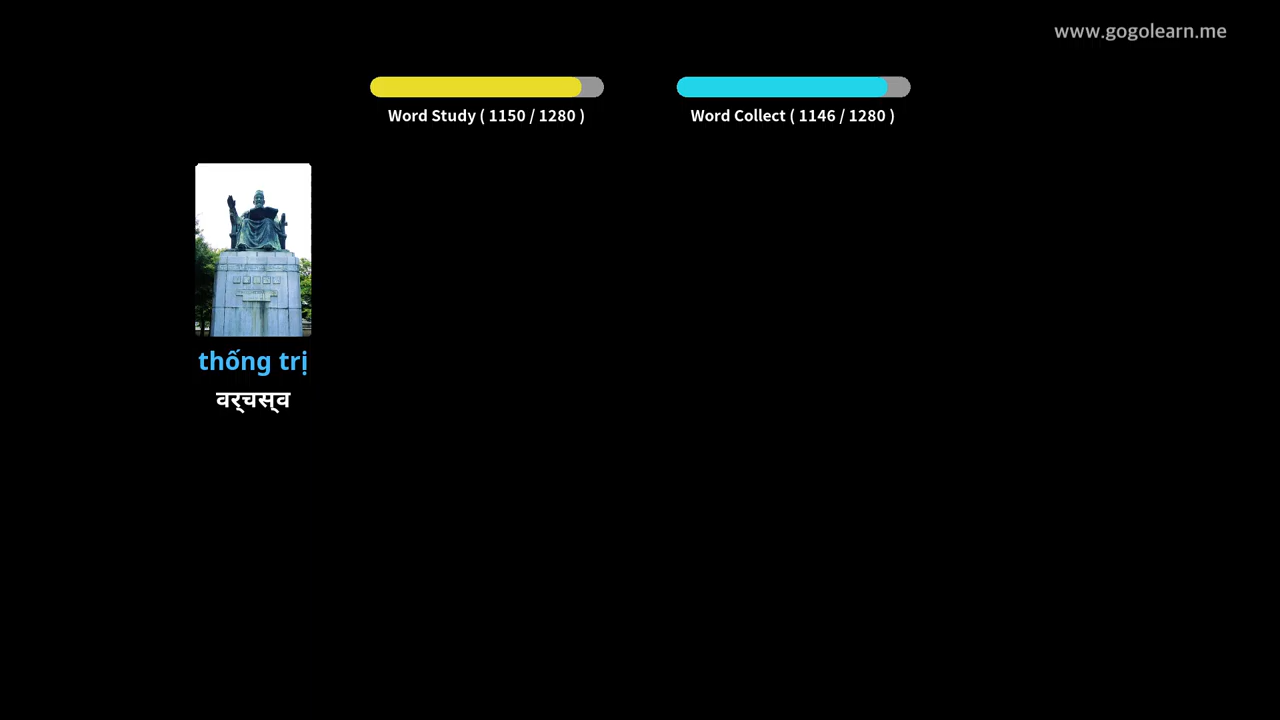 www.gogolearn.me
Word Study ( 1150 / 1280 )
Word Collect ( 1146 / 1280 )
thống trị
वर्चस्व